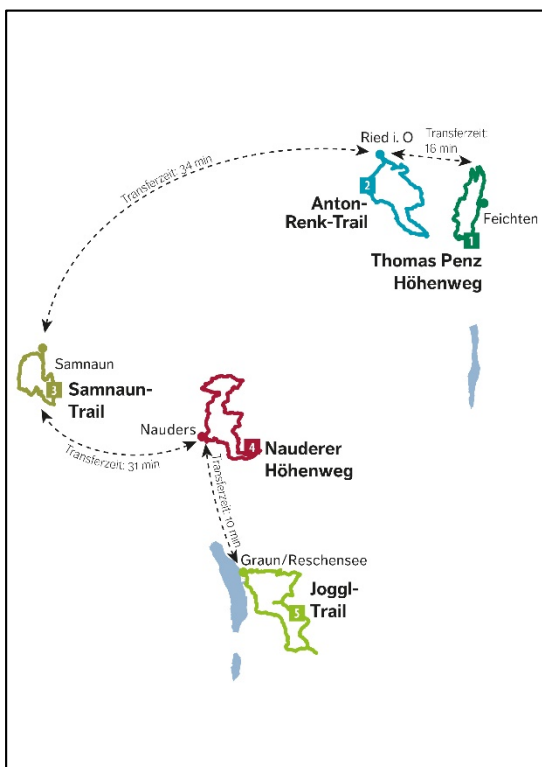 Ried i. O
Transferzeit:
16 min
Transferzeit: 34 min
2
Anton-
Renk-Trail
Feichten
1
Thomas Penz
Höhenweg
Samnaun
3
Samnaun-
Trail
Nauders
4
Nauderer
Höhenweg
Transferzeit: 31 min
Transferzeit: 10 min
Graun/Reschensee
Joggl-
Trail
5